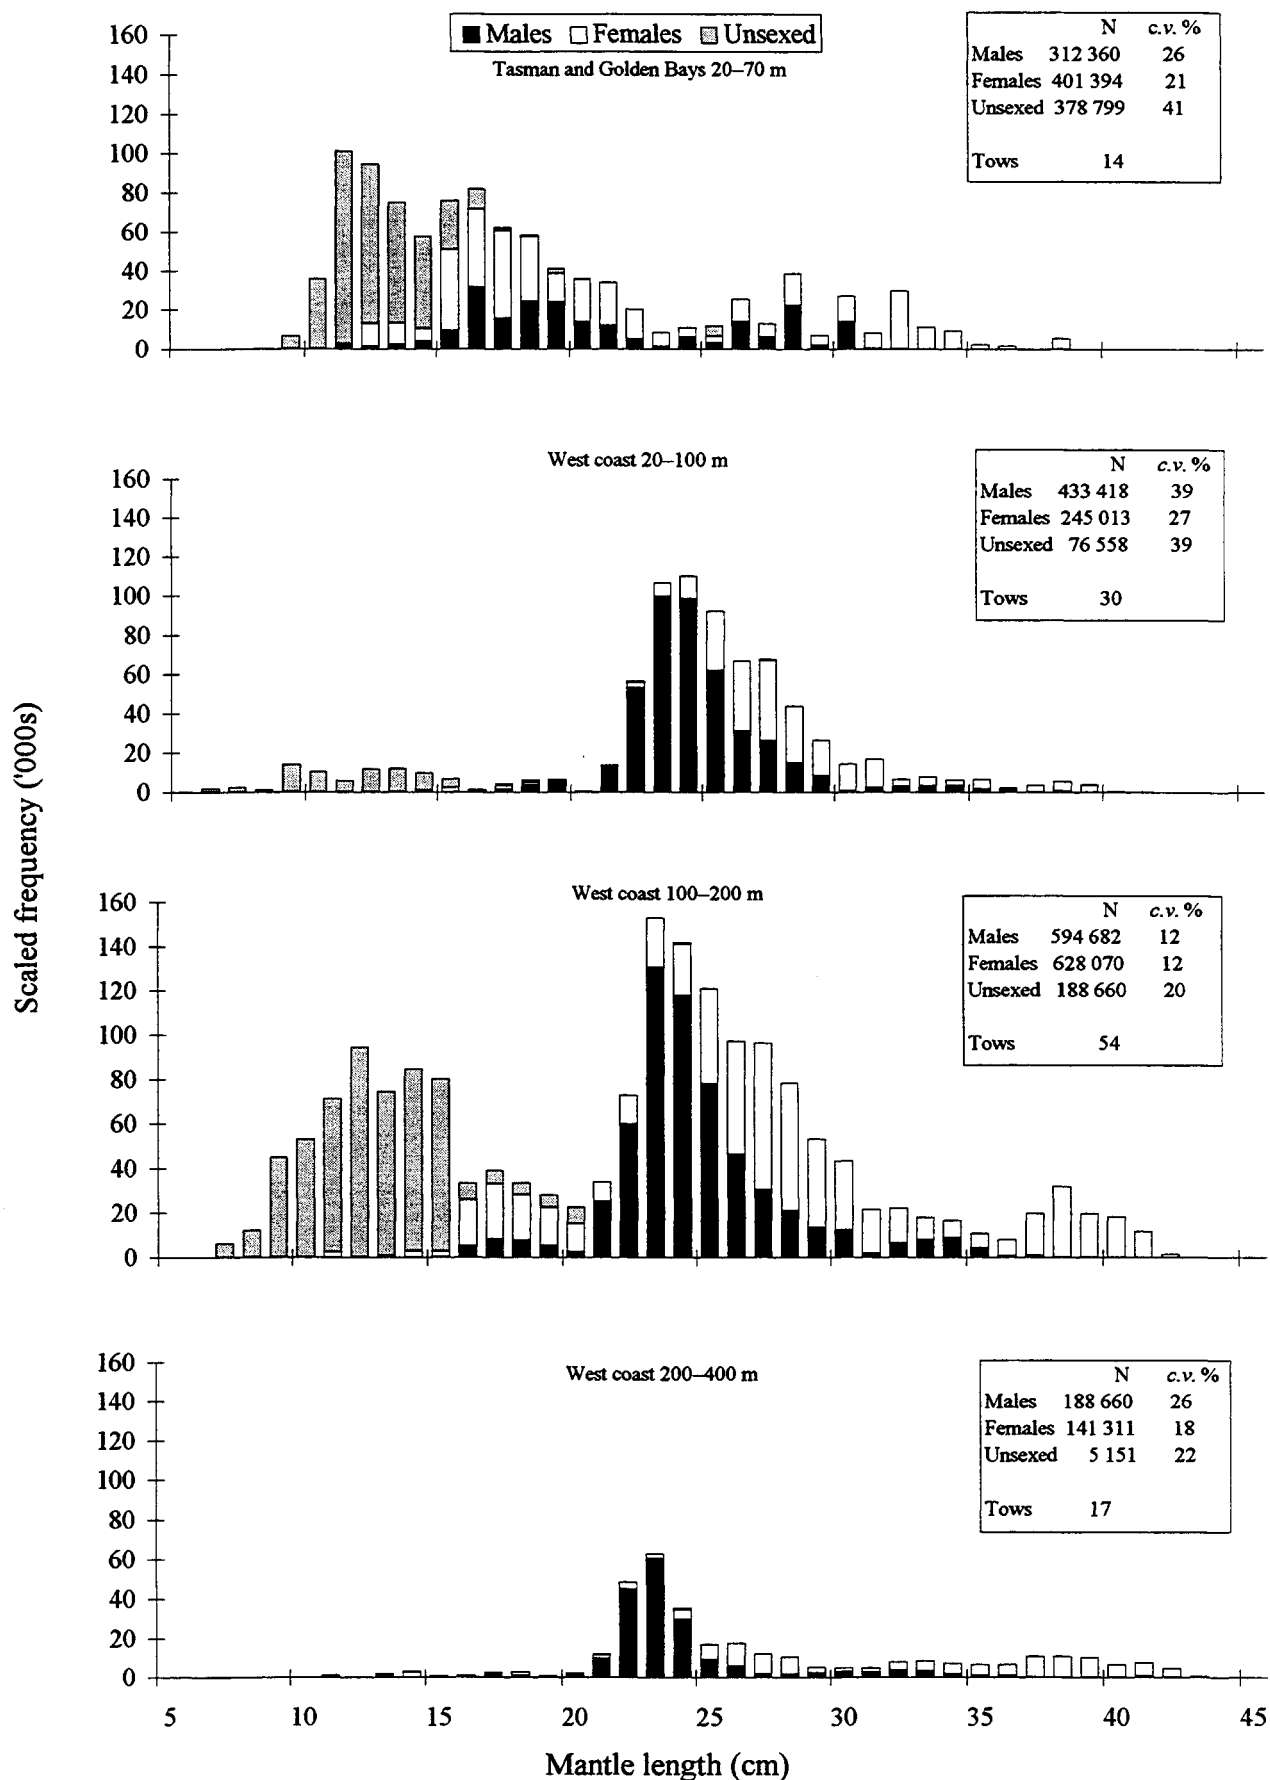 Males Females Unsexed
Tasman and Golden Bays 20–70 m
N c.v. %
Males 312 360 26
Females 401 394 21
Unsexed 378 799 41
Tows 14
160
140
120
100
80
60
40
20
0
West coast 20–100 m
N c.v. %
Males 433 418 39
Females 245 013 27
Unsexed 76 558 39
Tows 30
160
140
120
100
80
60
40
20
0
Scaled frequency ('000s)
West coast 100–200 m
N c.v. %
Males 594 682 12
Females 628 070 12
Unsexed 188 660 20
Tows 54
160
140
120
100
80
60
40
20
0
West coast 200–400 m
N c.v. %
Males 188 660 26
Females 141 311 18
Unsexed 5 151 22
Tows 17
160
140
120
100
80
60
40
20
0
5 10 15 20 25 30 35 40 45
Mantle length (cm)